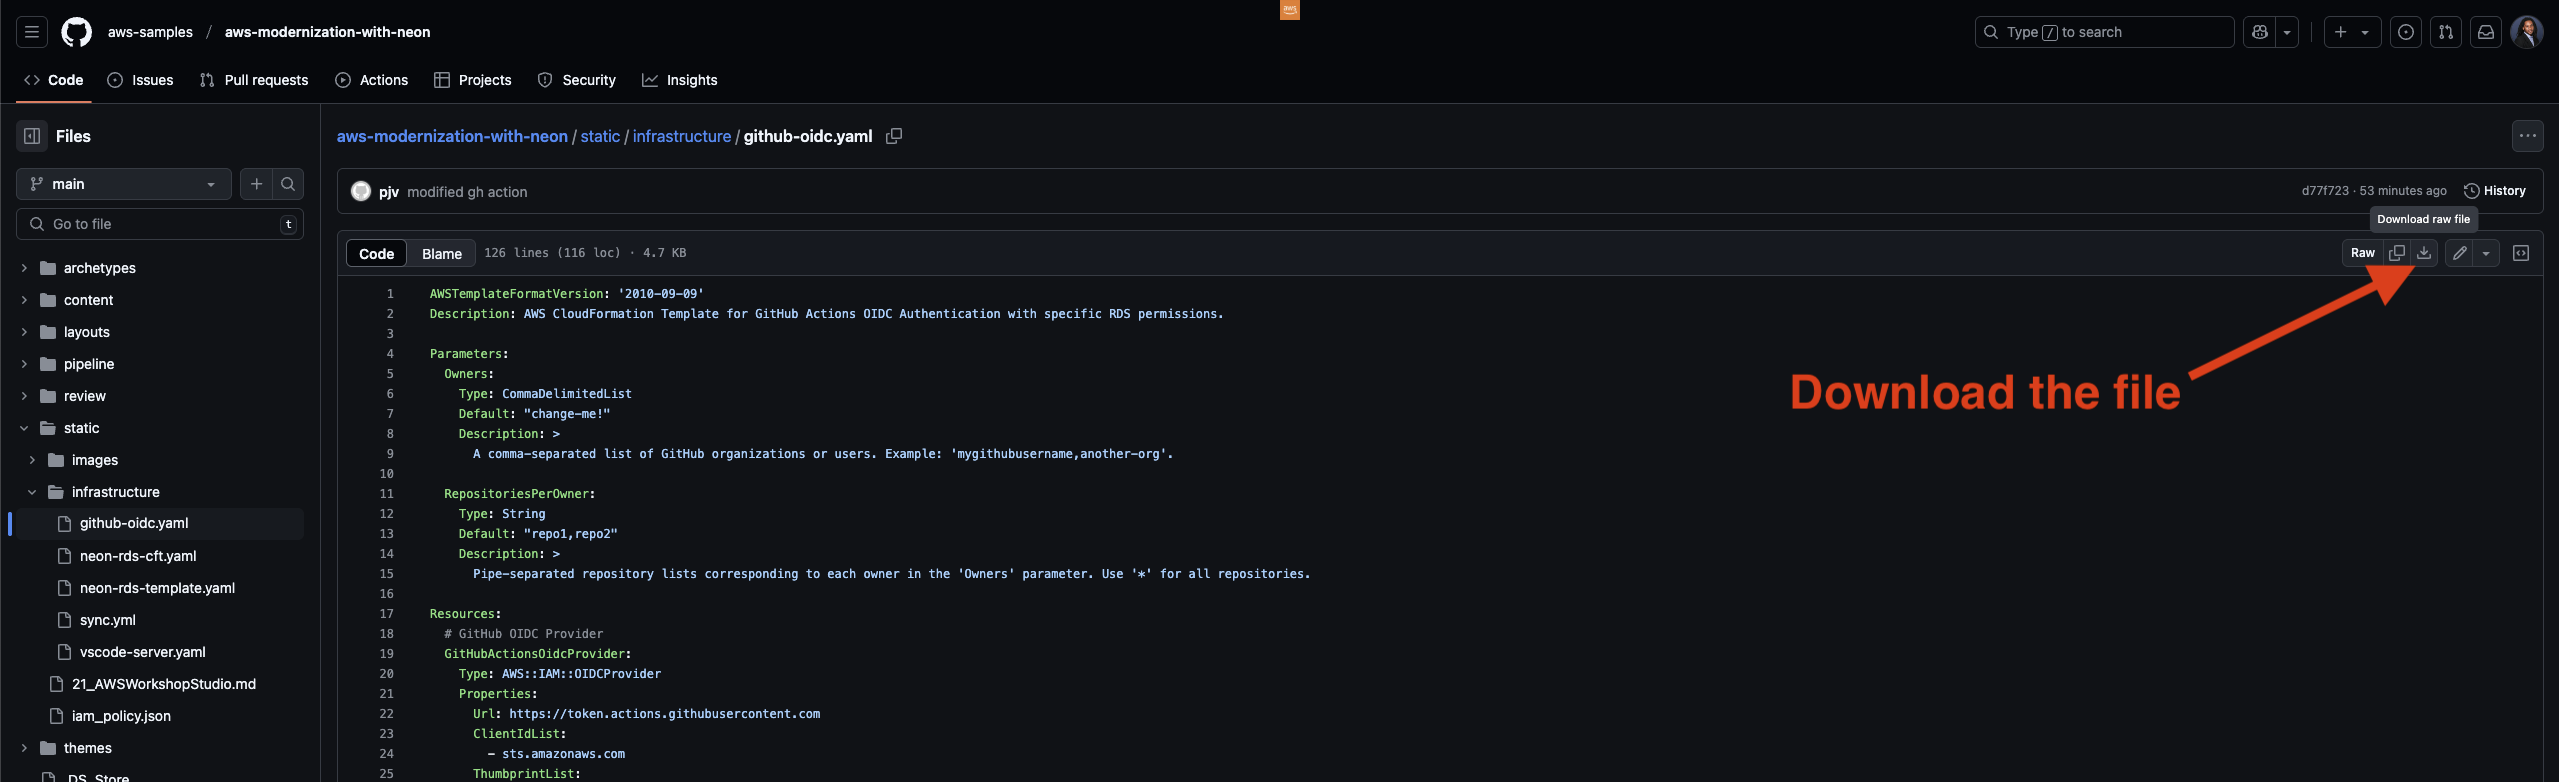 aws
aws-samples / aws-modernization-with-neon
Type / to search
Code Issues Pull requests Actions Projects Security Insights
Files
main
Go to file t
archetypes
content
layouts
pipeline
review
static
images
infrastructure
github-oidc.yaml
neon-rds-cft.yaml
neon-rds-template.yaml
sync.yml
vscode-server.yaml
21_AWSWorkshopStudio.md
iam_policy.json
themes
.DS_Store
aws-modernization-with-neon / static / infrastructure / github-oidc.yaml
pjv modified gh action
d77f723 · 53 minutes ago History
Download raw file
Code Blame 126 lines (116 loc) · 4.7 KB
Raw
1 AWSTemplateFormatVersion: '2010-09-09'
2 Description: AWS CloudFormation Template for GitHub Actions OIDC Authentication with specific RDS permissions.
3
4 Parameters:
5 Owners:
6 Type: CommaDelimitedList
7 Default: "change-me!"
8 Description: >
9 A comma-separated list of GitHub organizations or users. Example: 'mygithubusername,another-org'.
10
11 RepositoriesPerOwner:
12 Type: String
13 Default: "repo1,repo2"
14 Description: >
15 Pipe-separated repository lists corresponding to each owner in the 'Owners' parameter. Use '*' for all repositories.
16
17 Resources:
18 # GitHub OIDC Provider
19 GitHubActionsOidcProvider:
20 Type: AWS::IAM::OIDCProvider
21 Properties:
22 Url: https://token.actions.githubusercontent.com
23 ClientIdList:
24 - sts.amazonaws.com
25 ThumbprintList:
Download the file